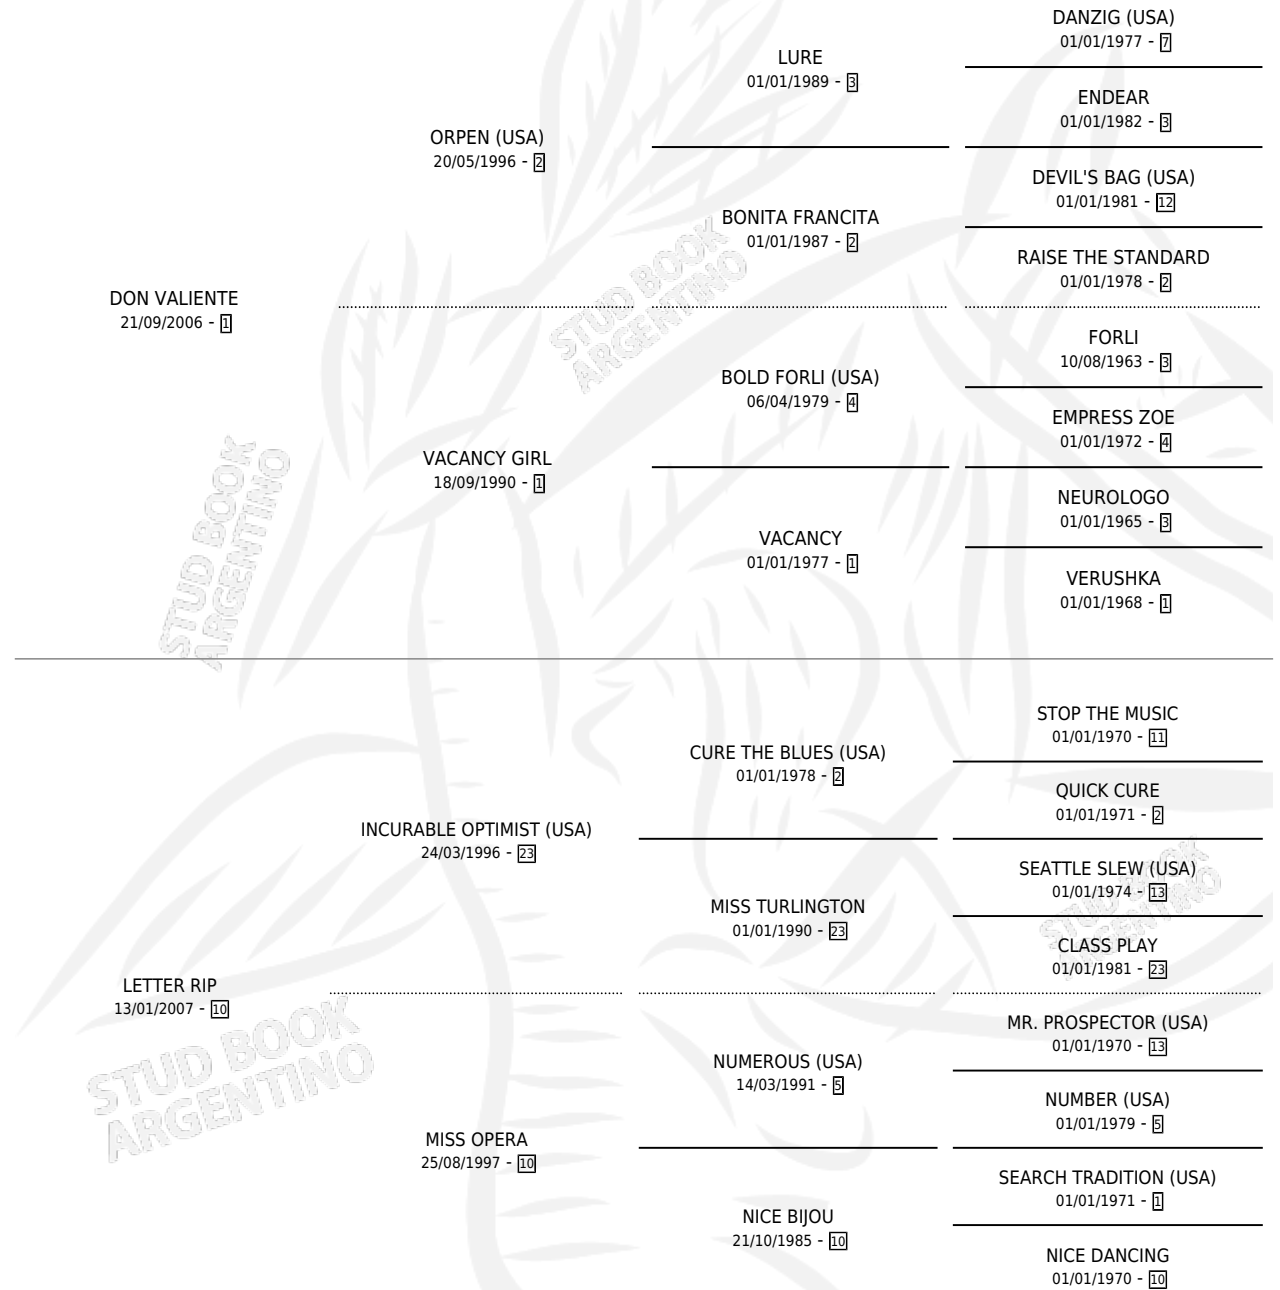 DANZIG (USA)
01/01/1977 - 7
LURE
01/01/1989 - 3
ENDEAR
01/01/1982 - 3
ORPEN (USA)
20/05/1996 - 2
DEVIL'S BAG (USA)
01/01/1981 - 12
BONITA FRANCITA
01/01/1987 - 2
RAISE THE STANDARD
01/01/1978 - 2
DON VALIENTE
21/09/2006 - 1
FORLI
10/08/1963 - 3
BOLD FORLI (USA)
06/04/1979 - 4
EMPRESS ZOE
01/01/1972 - 4
VACANCY GIRL
18/09/1990 - 1
NEUROLOGO
01/01/1965 - 3
VACANCY
01/01/1977 - 1
VERUSHKA
01/01/1968 - 1
STUD BOOK
ARGENTINO
STUD BOOK
ARGENTINO
STOP THE MUSIC
01/01/1970 - 11
CURE THE BLUES (USA)
01/01/1978 - 2
QUICK CURE
01/01/1971 - 2
INCURABLE OPTIMIST (USA)
24/03/1996 - 23
SEATTLE SLEW (USA)
01/01/1974 - 13
MISS TURLINGTON
01/01/1990 - 23
CLASS PLAY
01/01/1981 - 23
LETTER RIP
13/01/2007 - 10
MR. PROSPECTOR (USA)
01/01/1970 - 13
NUMEROUS (USA)
14/03/1991 - 5
NUMBER (USA)
01/01/1979 - 5
MISS OPERA
25/08/1997 - 10
SEARCH TRADITION (USA)
01/01/1971 - 1
NICE BIJOU
21/10/1985 - 10
NICE DANCING
01/01/1970 - 10
STUD BOOK
ARGENTINO
STUD BOOK
ARGENTINO